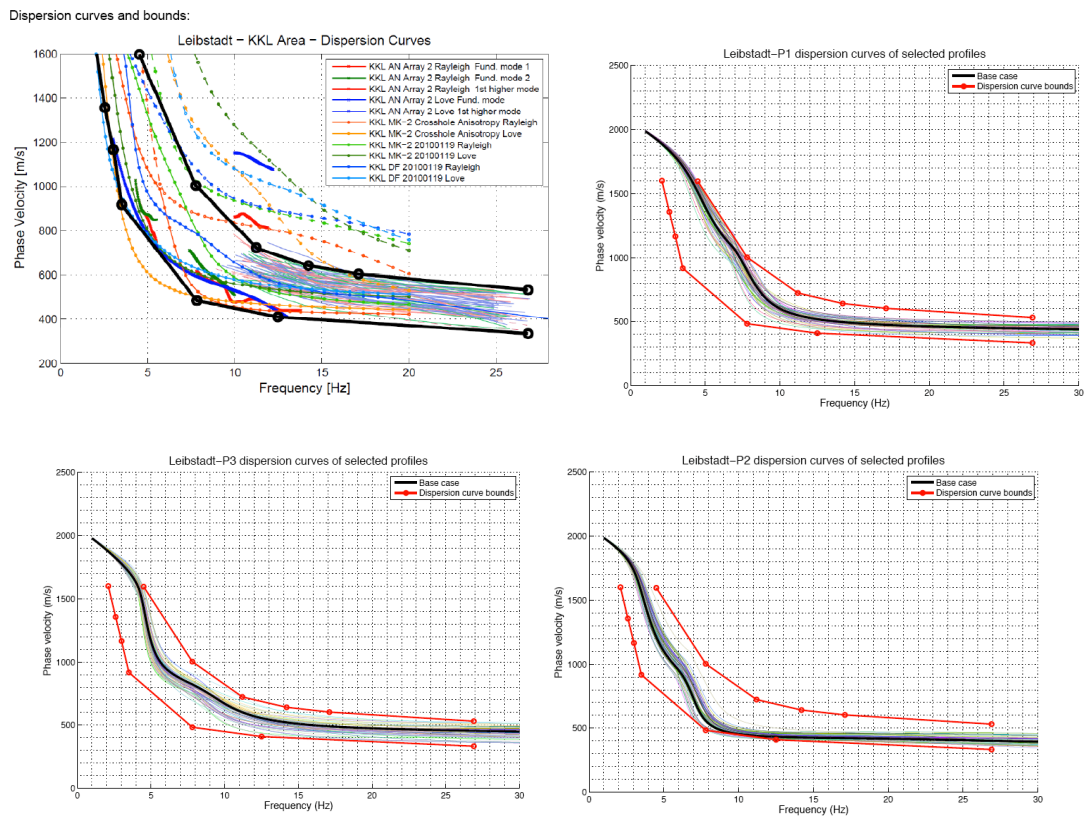 Dispersion curves and bounds:
Leibstadt – KKL Area – Dispersion Curves
1600
1400
1200
1000
800
600
400
200
Phase Velocity [m/s]
KKL AN Array 2 Rayleigh Fund. mode 1
KKL AN Array 2 Rayleigh Fund. mode 2
KKL AN Array 2 Rayleigh 1st higher mode
KKL AN Array 2 Love Fund. mode
KKL AN Array 2 Love 1st higher mode
KKL MK-2 Crosshole Anisotropy Rayleigh
KKL MK-2 Crosshole Anisotropy Love
KKL MK-2 20100119 Rayleigh
KKL MK-2 20100119 Love
KKL DF 20100119 Rayleigh
KKL DF 20100119 Love
0 5 10 15 20 25
Frequency [Hz]
Leibstadt–P1 dispersion curves of selected profiles
2500
2000
1500
1000
500
0
Phase velocity (m/s)
Base case
Dispersion curve bounds
0 5 10 15 20 25 30
Frequency (Hz)
Leibstadt–P3 dispersion curves of selected profiles
2500
2000
1500
1000
500
0
Phase velocity (m/s)
Base case
Dispersion curve bounds
0 5 10 15 20 25 30
Frequency (Hz)
Leibstadt–P2 dispersion curves of selected profiles
2500
2000
1500
1000
500
0
Phase velocity (m/s)
Base case
Dispersion curve bounds
0 5 10 15 20 25 30
Frequency (Hz)